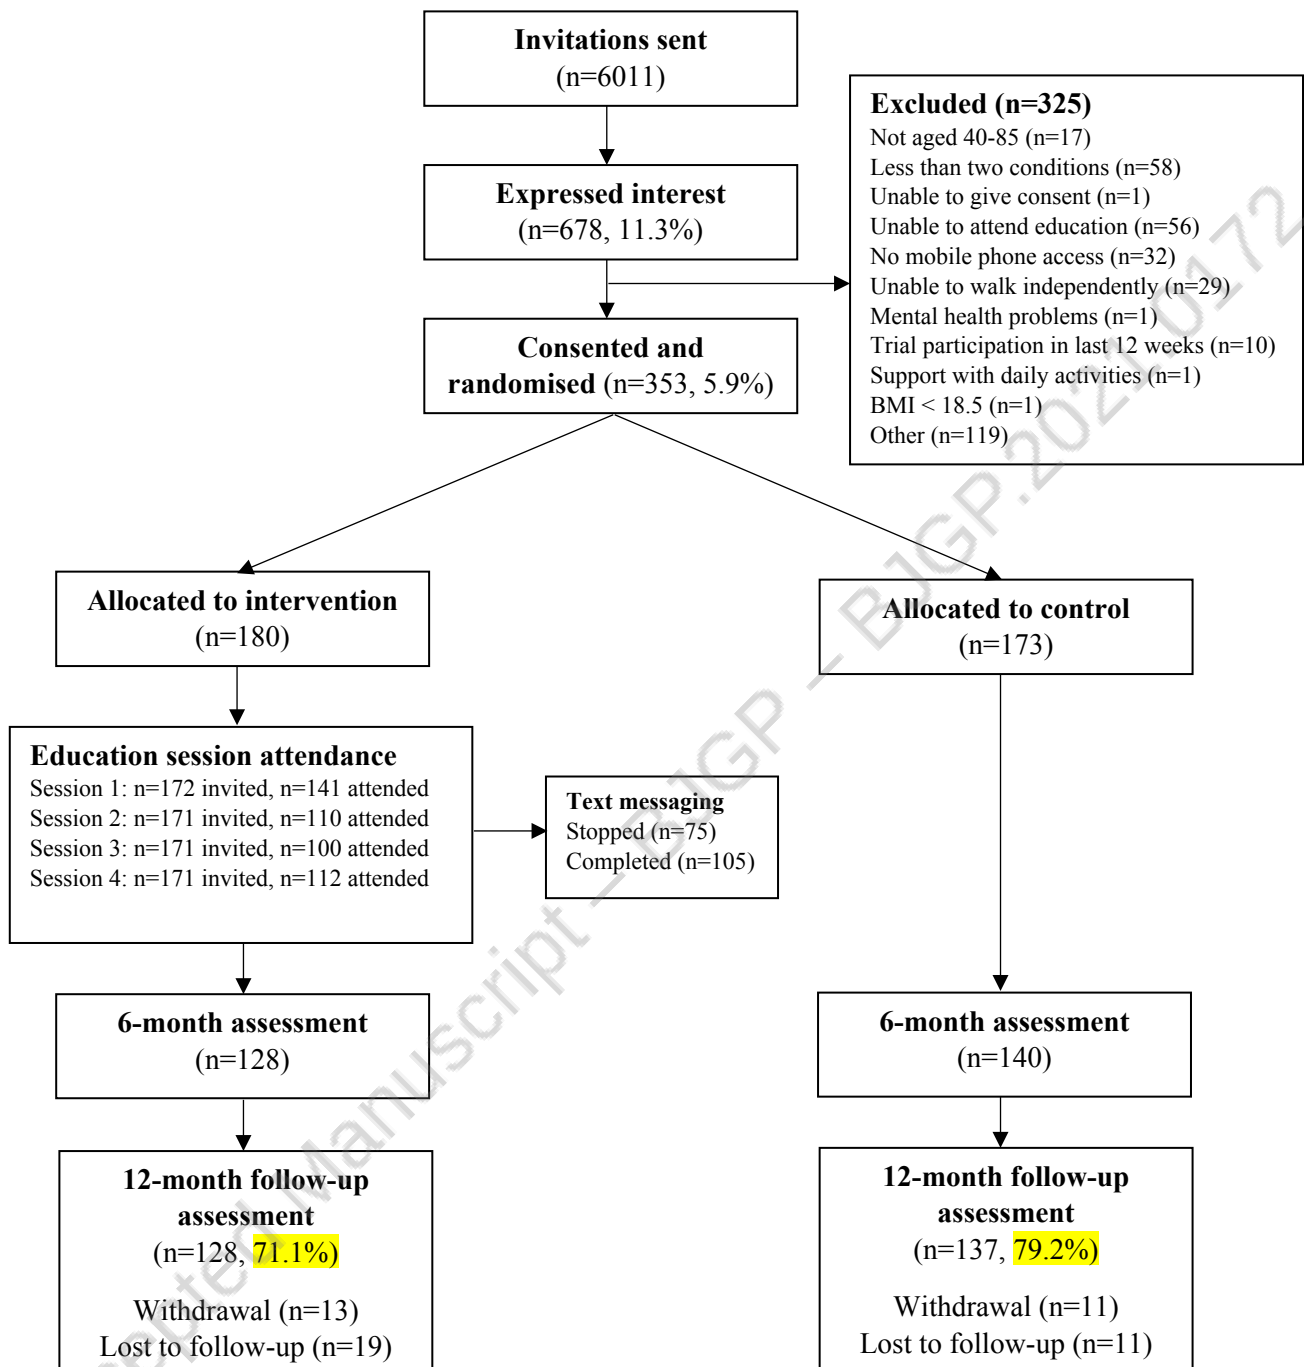 Invitations sent
(n=6011)
Excluded (n=325)
Not aged 40-85 (n=17)
Less than two conditions (n=58)
Unable to give consent (n=1)
Unable to attend education (n=56)
No mobile phone access (n=32)
Unable to walk independently (n=29)
Mental health problems (n=1)
Trial participation in last 12 weeks (n=10)
Support with daily activities (n=1)
BMI < 18.5 (n=1)
Other (n=119)
Expressed interest
(n=678, 11.3%)
Consented and
randomised (n=353, 5.9%)
Allocated to intervention
(n=180)
Allocated to control
(n=173)
Education session attendance
Session 1: n=172 invited, n=141 attended
Session 2: n=171 invited, n=110 attended
Session 3: n=171 invited, n=100 attended
Session 4: n=171 invited, n=112 attended
Text messaging
Stopped (n=75)
Completed (n=105)
6-month assessment
(n=128)
6-month assessment
(n=140)
12-month follow-up
assessment
(n=128, 71.1%)
Withdrawal (n=13)
Lost to follow-up (n=19)
12-month follow-up
assessment
(n=137, 79.2%)
Withdrawal (n=11)
Lost to follow-up (n=11)
epted Manuscript – BJGP – BJGP.2021.0172